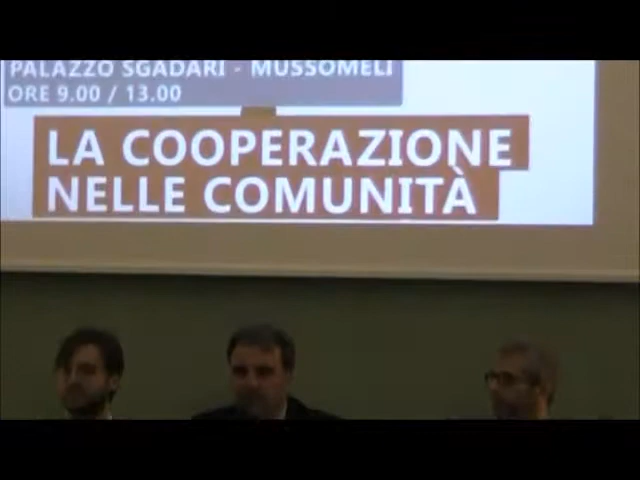 PALAZZO SGADARI - MUSSOMELI
ORE 9.00 / 13.00
LA COOPERAZIONE
NELLE COMUNITÀ